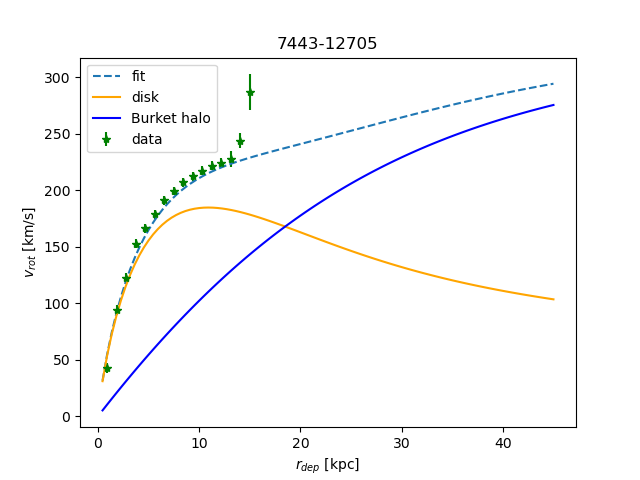 7443-12705
fit
disk
Burket halo
data
300
250
200
150
100
50
0
v_rot [km/s]
0 10 20 30 40
r_dep [kpc]